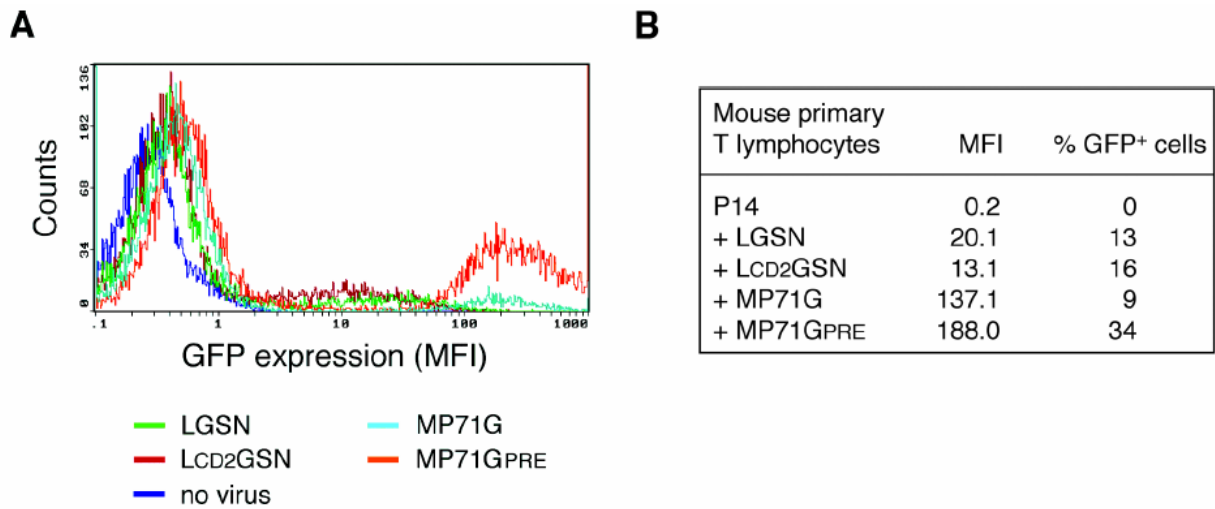 A
B
Counts
136
102
68
34
0
.1
1
10
100
1000
GFP expression (MFI)
LGSN
MP71G
LCD2GSN
MP71GPRE
no virus
Mouse primary
T lymphocytes MFI % GFP+ cells
P14 0.2 0
+ LGSN 20.1 13
+ LCD2GSN 13.1 16
+ MP71G 137.1 9
+ MP71GPRE 188.0 34